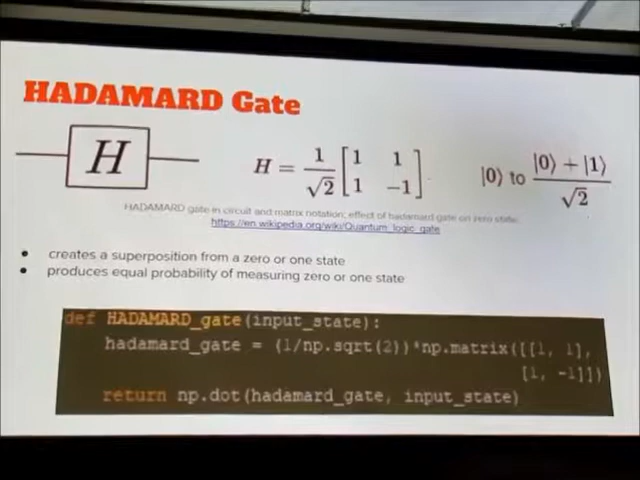 HADAMARD Gate
H
H = 1/√2 [1 1
1 -1]
|0⟩ to |0⟩ + |1⟩ / √2
HADAMARD gate in circuit and matrix notation; effect of hadamard gate on zero state
https://en.wikipedia.org/wiki/Quantum_logic_gate
• creates a superposition from a zero or one state
• produces equal probability of measuring zero or one state
def HADAMARD_gate(input_state):
hadamard_gate = (1/np.sqrt(2))*np.matrix([[1, 1],
[1, -1]])
return np.dot(hadamard_gate, input_state)